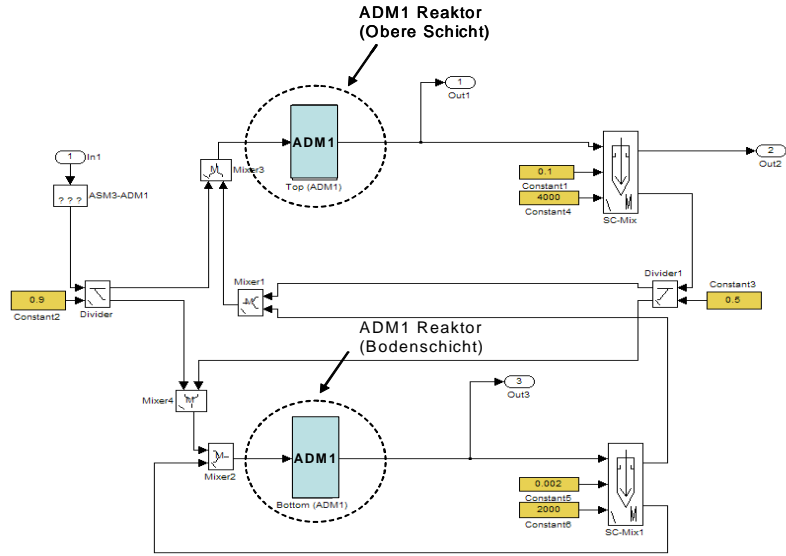 ADM1 Reaktor
(Obere Schicht)
1
Out1
1
In1
ADM1
Mixer3
Top (ADM1)
0.1
Constant1
4000
Constant4
SC-Mix
2
Out2
? ? ?
ASM3-ADM1
0.9
Constant2
Divider
Mixer1
Divider1
Constant3
0.5
ADM1 Reaktor
(Bodenschicht)
3
Out3
Mixer4
M
Mixer2
ADM1
Bottom (ADM1)
0.002
Constant5
2000
Constant6
M
SC-Mix1